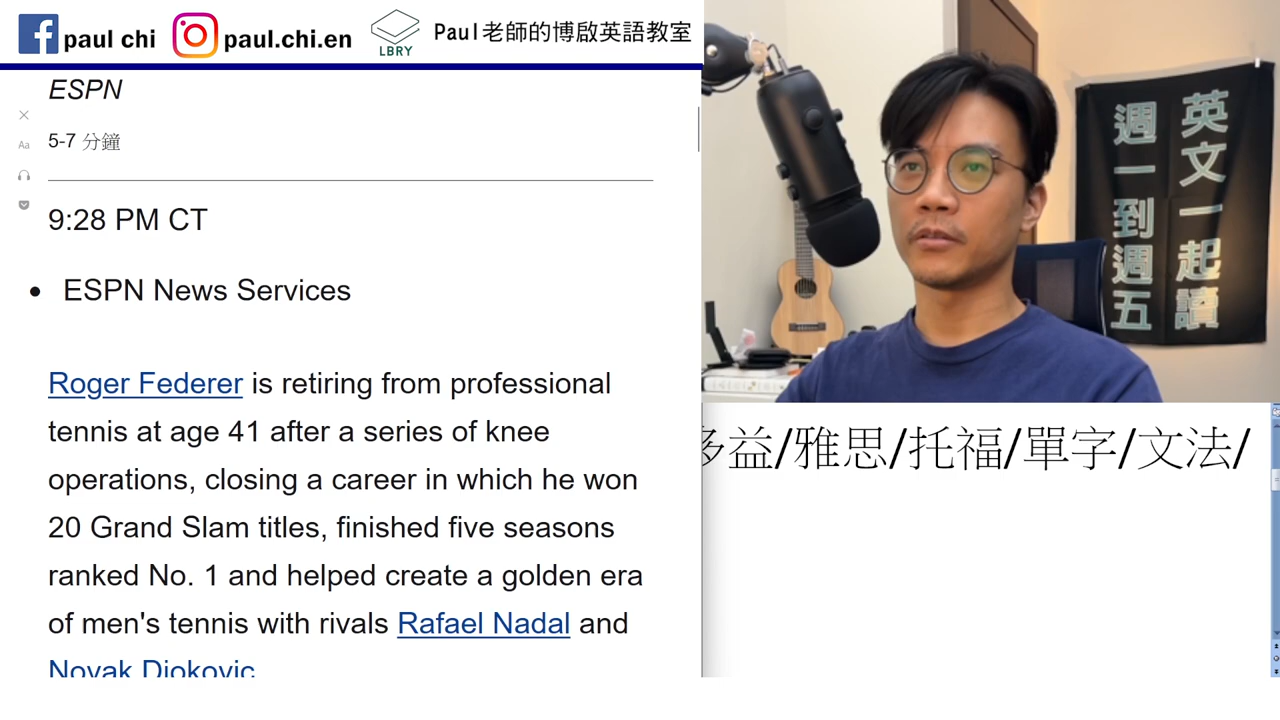 paul chi
paul.chi.en
LBRY
Paul老師的博啟英語教室
ESPN
Aa
5-7 分鐘
9:28 PM CT
• ESPN News Services
Roger Federer is retiring from professional
tennis at age 41 after a series of knee
operations, closing a career in which he won
20 Grand Slam titles, finished five seasons
ranked No. 1 and helped create a golden era
of men's tennis with rivals Rafael Nadal and
Novak Djokovic.
英文一起讀
週一到週五
多益/雅思/托福/單字/文法/